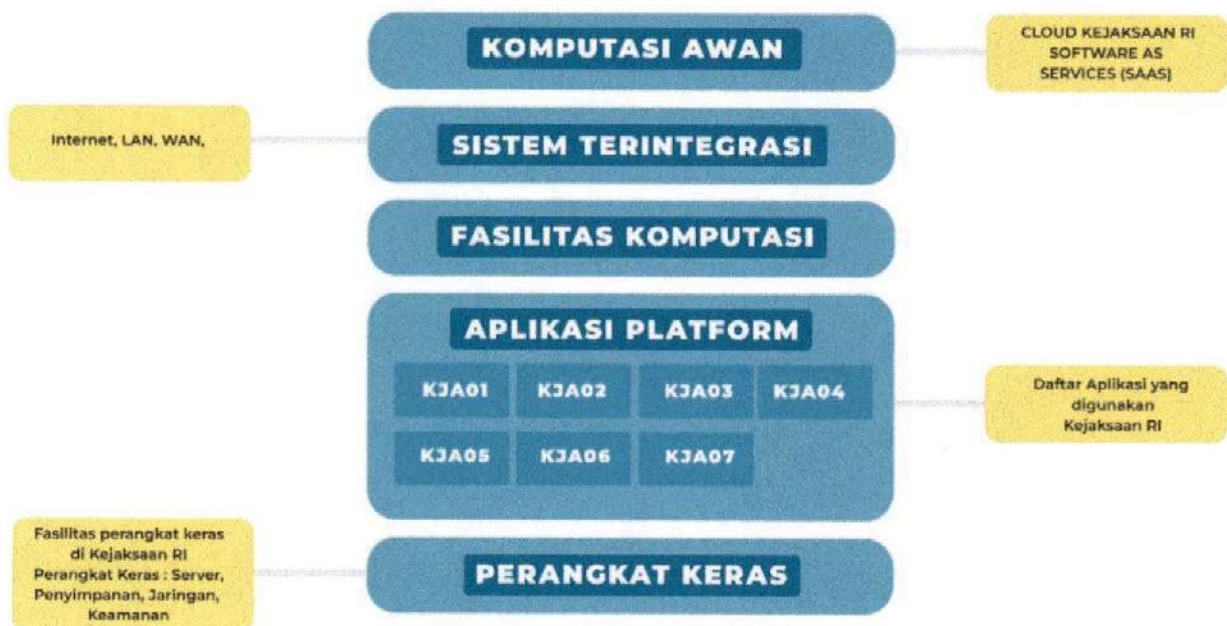 KOMPUTASI AWAN
CLOUD KEJAKSAAN RI
SOFTWARE AS
SERVICES (SAAS)
Internet, LAN, WAN,
SISTEM TERINTEGRASI
FASILITAS KOMPUTASI
APLIKASI PLATFORM
KJA01 KJA02 KJA03 KJA04
KJA05 KJA06 KJA07
Daftar Aplikasi yang
digunakan
Kejaksaan RI
Fasilitas perangkat keras
di Kejaksaan RI
Perangkat Keras : Server,
Penyimpanan, Jaringan,
Keamanan
PERANGKAT KERAS